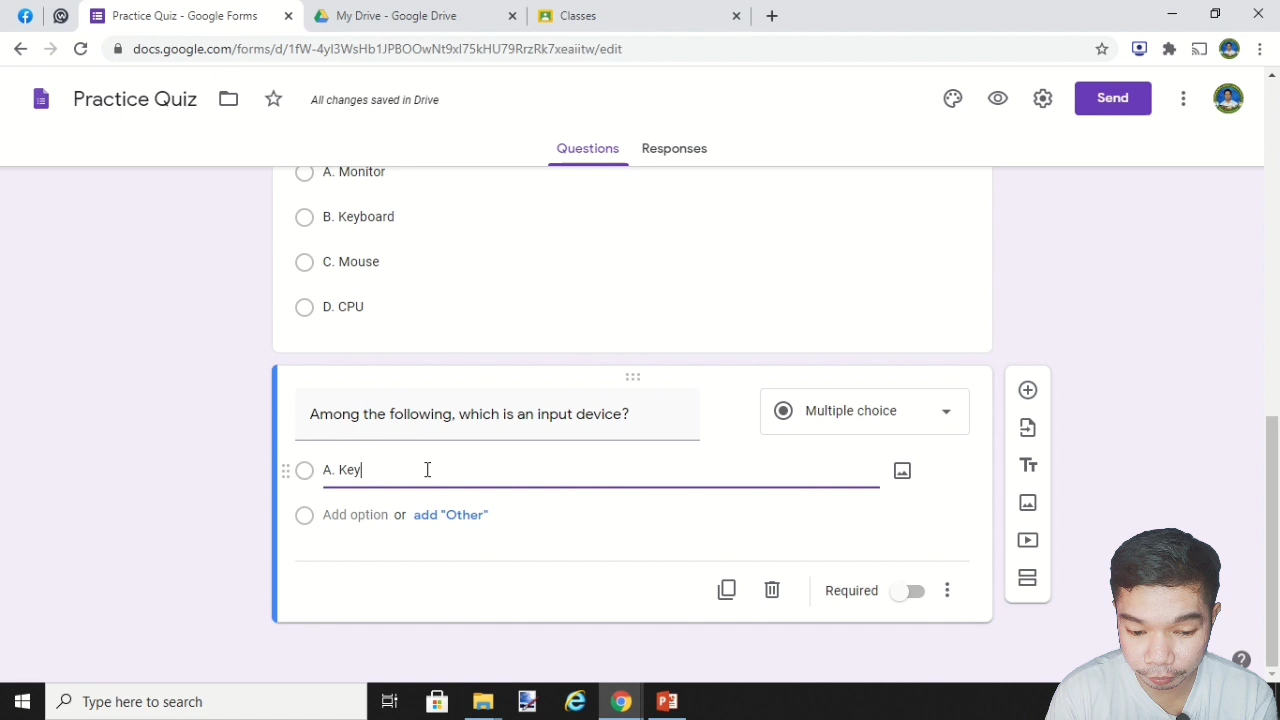 Practice Quiz - Google Forms
My Drive - Google Drive
Classes
docs.google.com/forms/d/1fW-4yl3WsHb1JPBOOwNt9xl75kHU79RrzRk7xeaiitw/edit
Practice Quiz
All changes saved in Drive
Send
Questions
Responses
A. Monitor
B. Keyboard
C. Mouse
D. CPU
Among the following, which is an input device?
Multiple choice
A. Key
Add option or add "Other"
Required
Type here to search